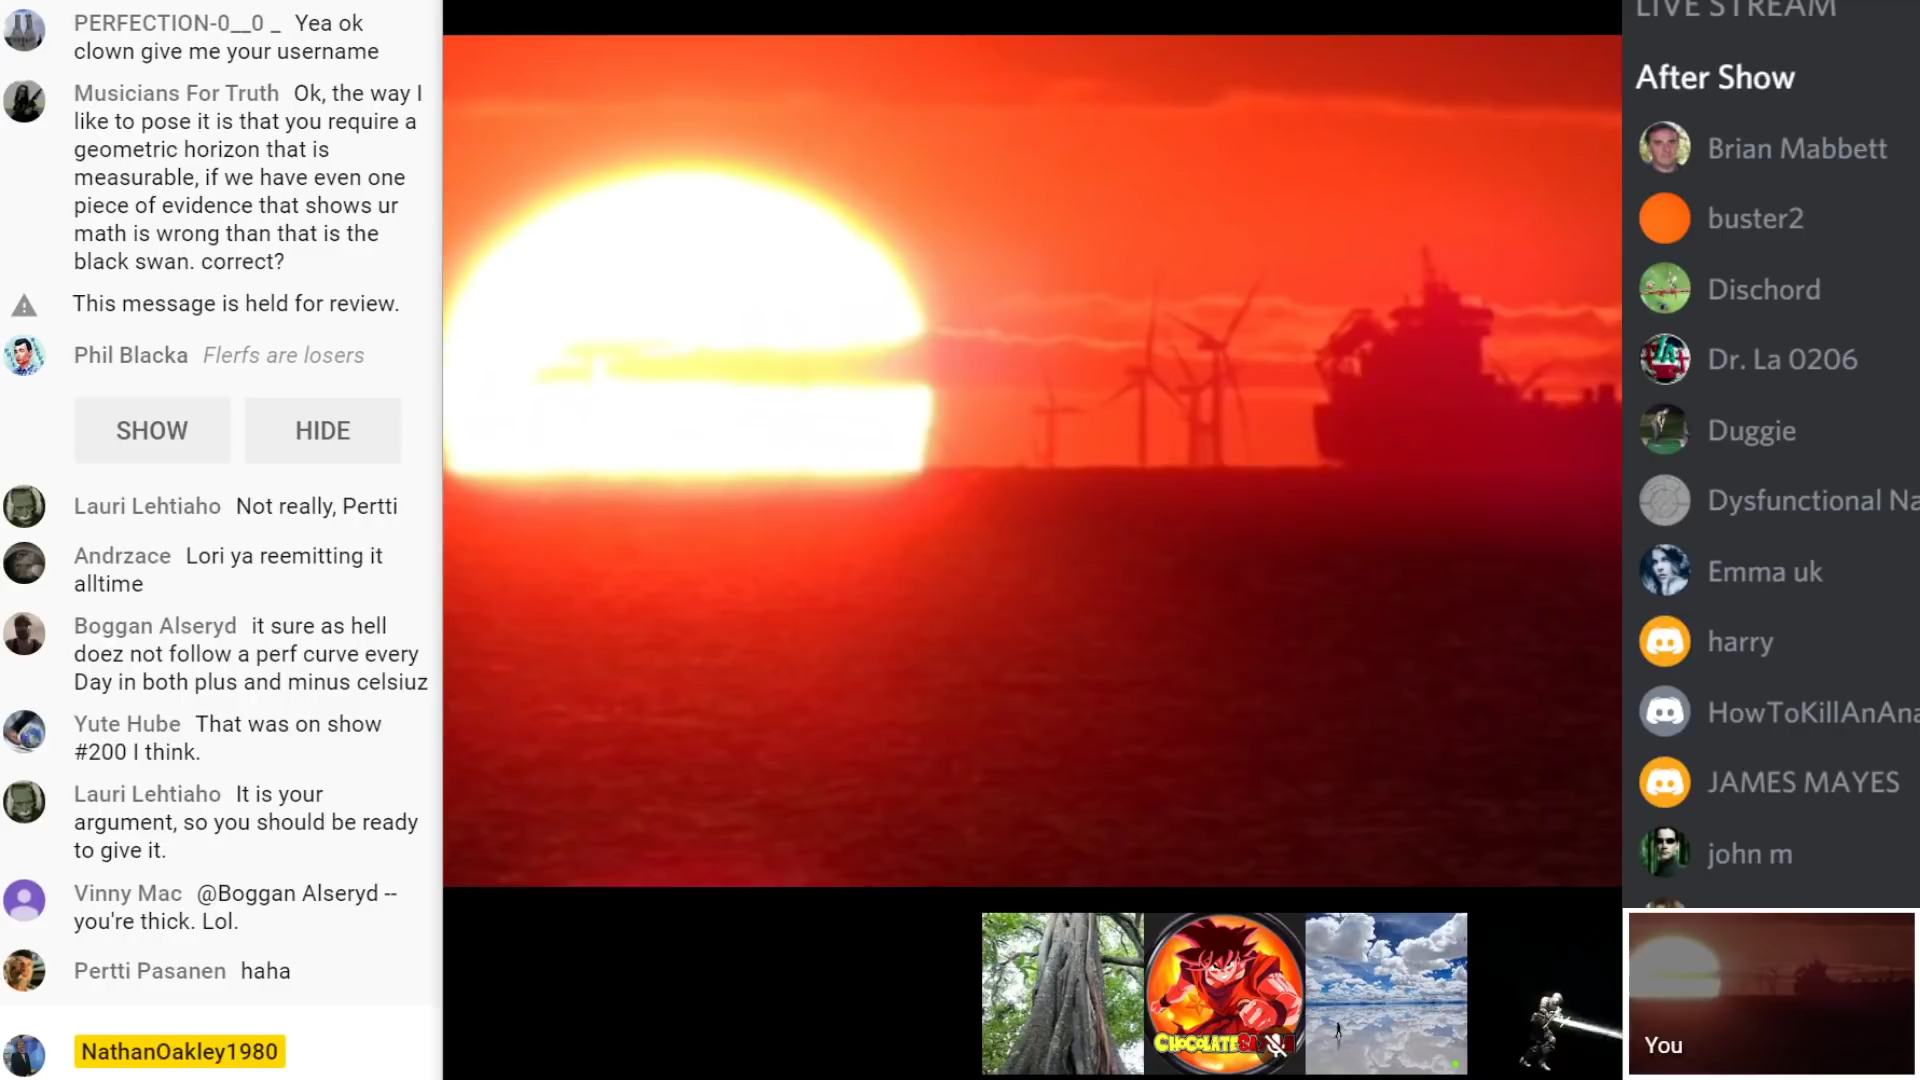 PERFECTION-0__0 _ Yea ok
clown give me your username
Musicians For Truth Ok, the way I
like to pose it is that you require a
geometric horizon that is
measurable, if we have even one
piece of evidence that shows ur
math is wrong than that is the
black swan. correct?
This message is held for review.
Phil Blacka Flerfs are losers
SHOW HIDE
Lauri Lehtiaho Not really, Pertti
Andrzace Lori ya reemitting it
alltime
Boggan Alseryd it sure as hell
doez not follow a perf curve every
Day in both plus and minus celsiuz
Yute Hube That was on show
#200 I think.
Lauri Lehtiaho It is your
argument, so you should be ready
to give it.
Vinny Mac @Boggan Alseryd --
you're thick. Lol.
Pertti Pasanen haha
NathanOakley1980
LIVE STREAM
After Show
Brian Mabbett
buster2
Dischord
Dr. La 0206
Duggie
Dysfunctional Na
Emma uk
harry
HowToKillAnAna
JAMES MAYES
john m
You